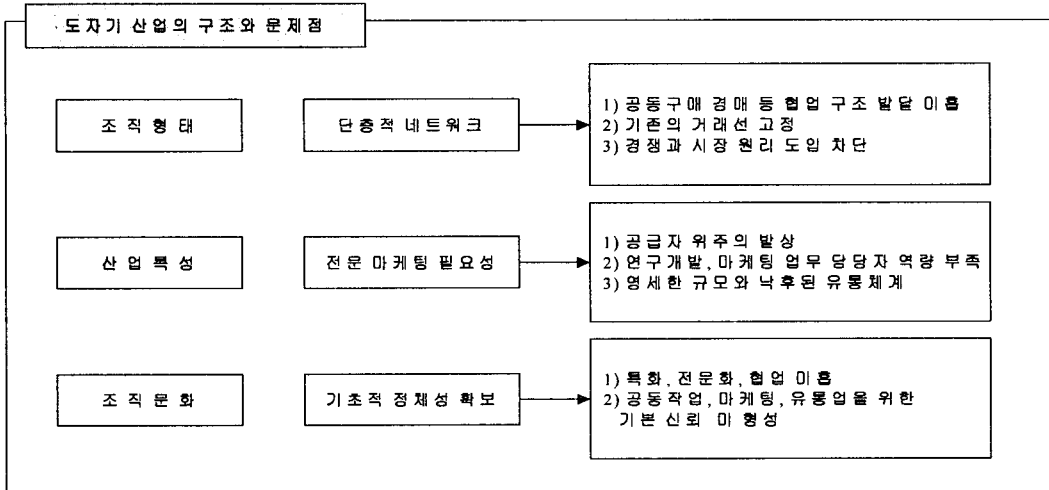 도자기 산업의 구조와 문제점
조직형태
단층적 네트워크
1) 공동구매 경매 등 협업 구조 발달 미흡
2) 기존의 거래선 고정
3) 경쟁과 시장 원리 도입 차단
산업특성
전문 마케팅 필요성
1) 공급자 위주의 발상
2) 연구개발, 마케팅 업무 담당자 역량 부족
3) 영세한 규모와 낙후된 유통체계
조직문화
기초적 정체성 확보
1) 특화, 전문화, 협업 미흡
2) 공동작업, 마케팅, 유통업을 위한
기본 신뢰 미 형성